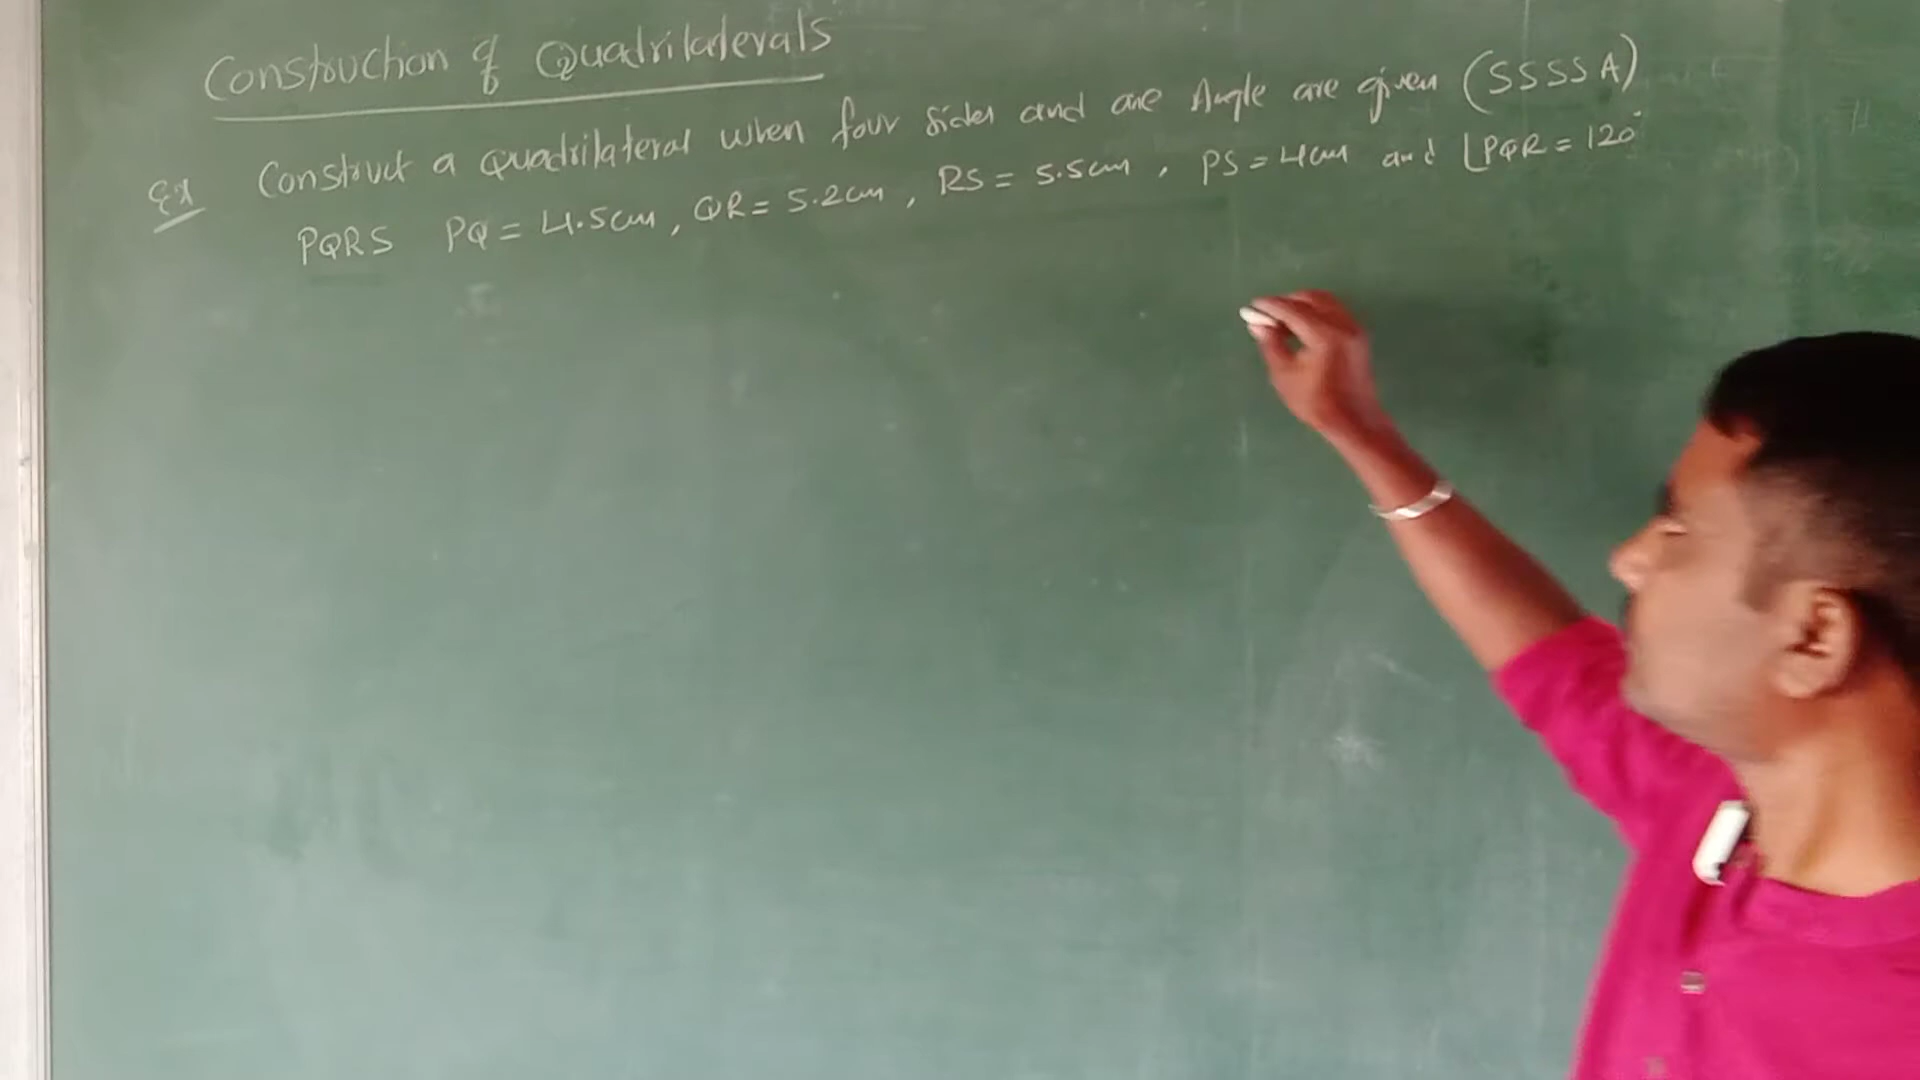 Construction of Quadrilaterals
Construct a quadrilateral when four sides and one Angle are given (SSSSA)
Ex PQRS PQ = 4.5cm, QR = 5.2cm, RS = 5.5cm, PS = 4cm and ∠PQR = 120°